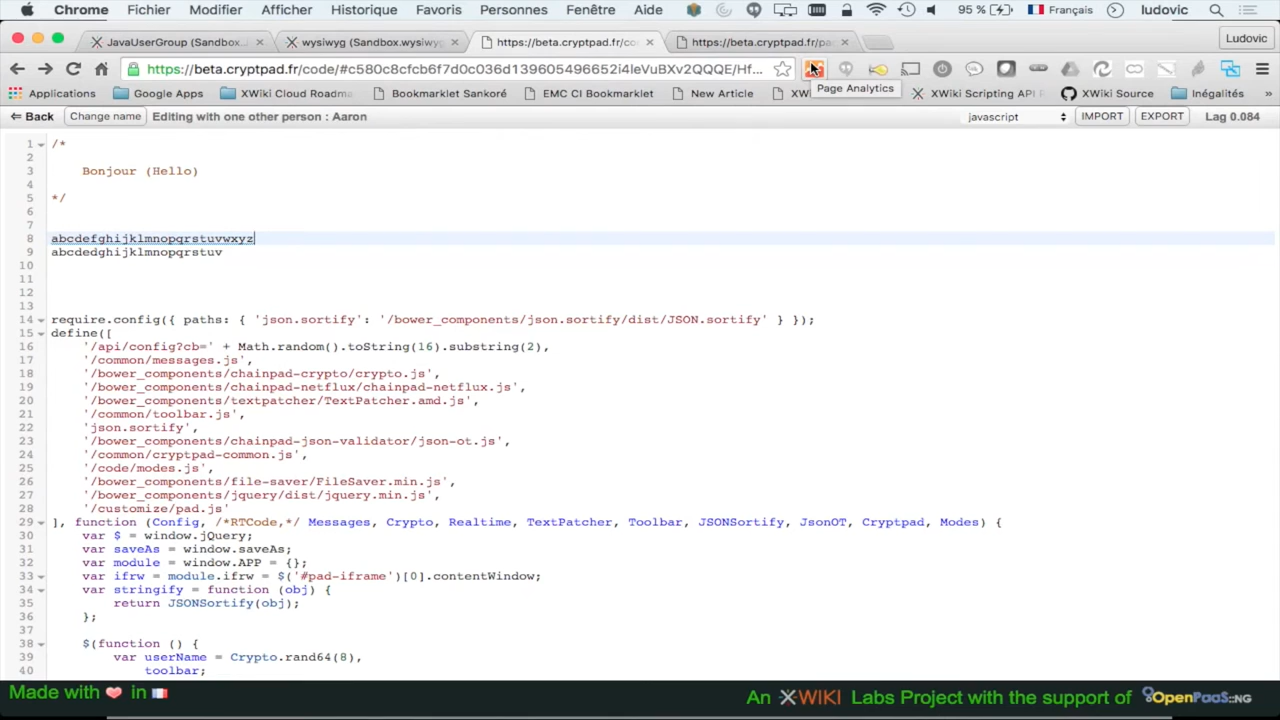 Chrome Fichier Modifier Afficher Historique Favoris Personnes Fenêtre Aide 95 % Français ludovic
JavaUserGroup (Sandbox. wysiwyg (Sandbox.wysiwyg https://beta.cryptpad.fr/co https://beta.cryptpad.fr/pa Ludovic
https://beta.cryptpad.fr/code/#c580c8cfcb6f7d0c036d139605496652i4leVuBXv2QQQE/Hf...
Page Analytics
Applications Google Apps XWiki Cloud Roadma Bookmarklet Sankoré EMC CI Bookmarklet New Article XWi XWiki Scripting API R XWiki Source Inégalités »
Back Change name Editing with one other person : Aaron javascript IMPORT EXPORT Lag 0.084
1 /*
2
3 Bonjour (Hello)
4
5 */
6
7
8 abcdefghijklmnopqrstuvwxyz
9 abcdedghijklmnopqrstuv
10
11
12
13
14 require.config({ paths: { 'json.sortify': '/bower_components/json.sortify/dist/JSON.sortify' } });
15 define([
16 '/api/config?cb=' + Math.random().toString(16).substring(2),
17 '/common/messages.js',
18 '/bower_components/chainpad-crypto/crypto.js',
19 '/bower_components/chainpad-netflux/chainpad-netflux.js',
20 '/bower_components/textpatcher/TextPatcher.amd.js',
21 '/common/toolbar.js',
22 'json.sortify',
23 '/bower_components/chainpad-json-validator/json-ot.js',
24 '/common/cryptpad-common.js',
25 '/code/modes.js',
26 '/bower_components/file-saver/FileSaver.min.js',
27 '/bower_components/jquery/dist/jquery.min.js',
28 '/customize/pad.js'
29 ], function (Config, /*RTCode,*/ Messages, Crypto, Realtime, TextPatcher, Toolbar, JSONSortify, JsonOT, Cryptpad, Modes) {
30 var $ = window.jQuery;
31 var saveAs = window.saveAs;
32 var module = window.APP = {};
33 var ifrw = module.ifrw = $('#pad-iframe')[0].contentWindow;
34 var stringify = function (obj) {
35 return JSONSortify(obj);
36 };
37
38 $(function () {
39 var userName = Crypto.rand64(8),
40 toolbar;
Made with in An XWIKI Labs Project with the support of OpenPaaS::NG